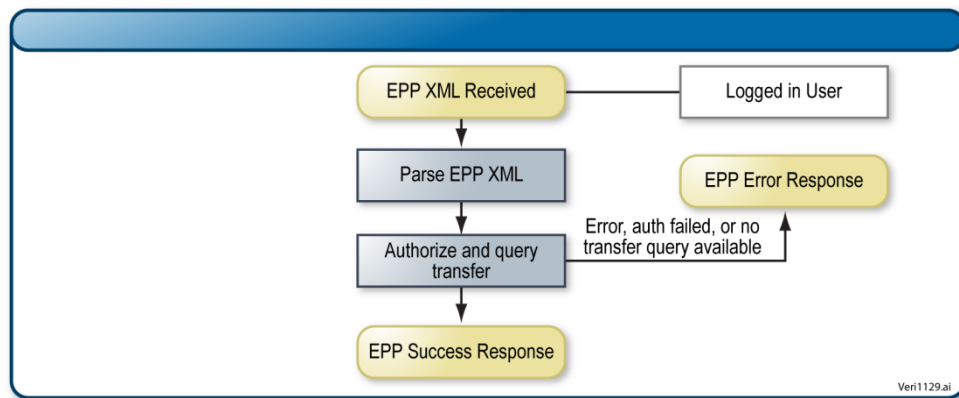 EPP XML Received
Logged in User
Parse EPP XML
EPP Error Response
Error, auth failed, or no
transfer query available
Authorize and query
transfer
EPP Success Response
Veri1129.ai